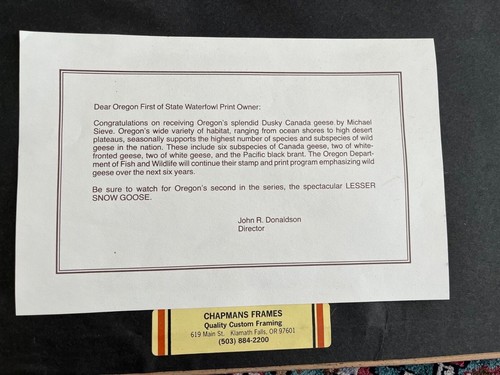 Dear Oregon First of State Waterfowl Print Owner:
Congratulations on receiving Oregon's splendid Dusky Canada geese by Michael
Sieve. Oregon's wide variety of habitat, ranging from ocean shores to high desert
plateaus, seasonally supports the highest number of species and subspecies of wild
geese in the nation. These include six subspecies of Canada geese, two of white-
fronted geese, two of white geese, and the Pacific black brant. The Oregon Depart-
ment of Fish and Wildlife will continue their stamp and print program emphasizing wild
geese over the next six years.
Be sure to watch for Oregon's second in the series, the spectacular LESSER
SNOW GOOSE.
John R. Donaldson
Director
CHAPMANS FRAMES
Quality Custom Framing
619 Main St. Klamath Falls, OR 97601
(503) 884-2200